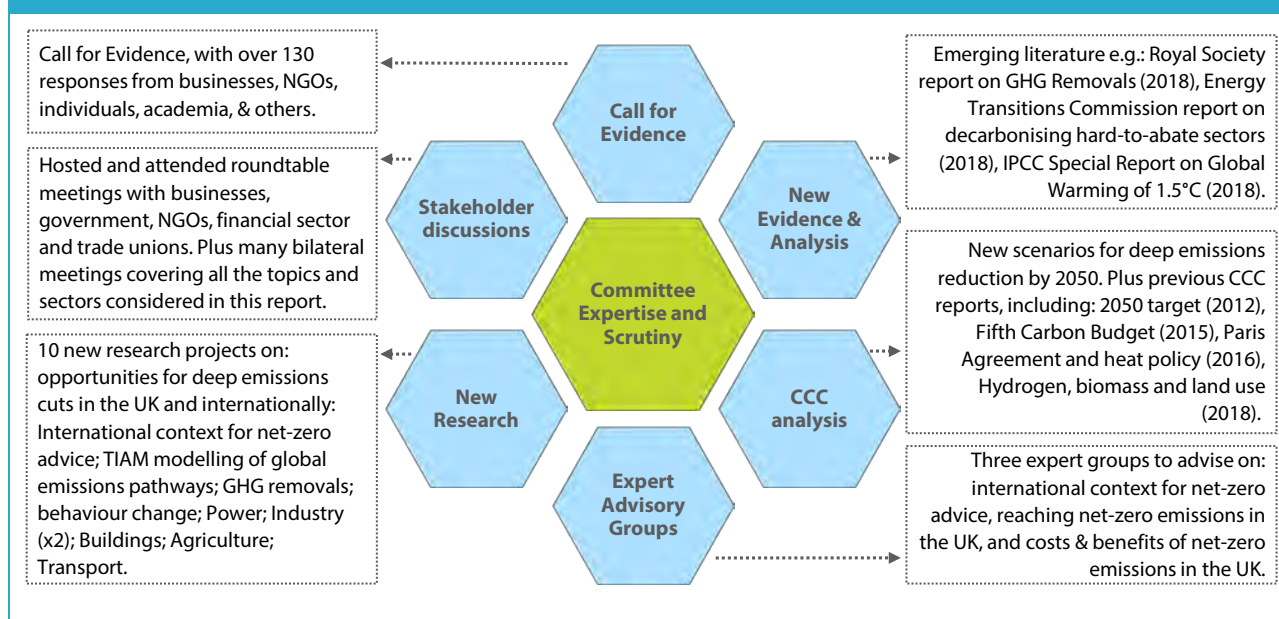 Call for Evidence, with over 130
responses from businesses, NGOs,
individuals, academia, & others.
Hosted and attended roundtable
meetings with businesses,
government, NGOs, financial sector
and trade unions. Plus many bilateral
meetings covering all the topics and
sectors considered in this report.
10 new research projects on:
opportunities for deep emissions
cuts in the UK and internationally:
International context for net-zero
advice; TIAM modelling of global
emissions pathways; GHG removals;
behaviour change; Power; Industry
(x2); Buildings; Agriculture;
Transport.
Call for
Evidence
Stakeholder
discussions
New
Evidence &
Analysis
Committee
Expertise and
Scrutiny
New
Research
CCC
analysis
Expert
Advisory
Groups
Emerging literature e.g.: Royal Society
report on GHG Removals (2018), Energy
Transitions Commission report on
decarbonising hard-to-abate sectors
(2018), IPCC Special Report on Global
Warming of 1.5°C (2018).
New scenarios for deep emissions
reduction by 2050. Plus previous CCC
reports, including: 2050 target (2012),
Fifth Carbon Budget (2015), Paris
Agreement and heat policy (2016),
Hydrogen, biomass and land use
(2018).
Three expert groups to advise on:
international context for net-zero
advice, reaching net-zero emissions in
the UK, and costs & benefits of net-zero
emissions in the UK.